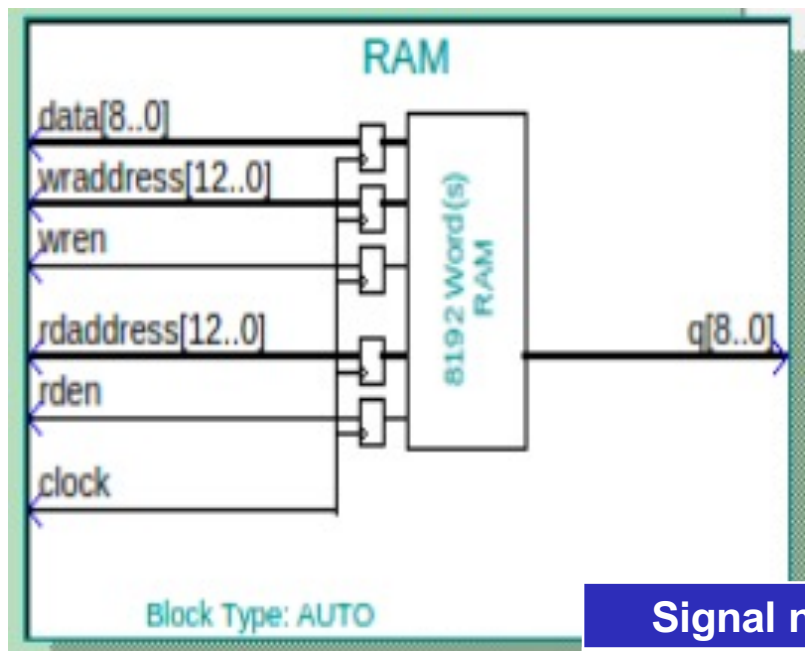 RAM
data[8..0]
wraddress[12..0]
wren
rdaddress[12..0]
rden
clock
8192 Word(s)
RAM
q[8..0]
Block Type: AUTO
Signal